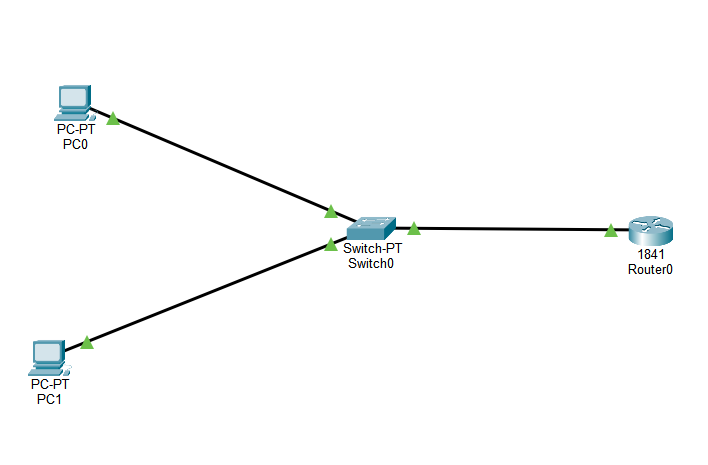 PC-PT
PC0
Switch-PT
Switch0
1841
Router0
PC-PT
PC1